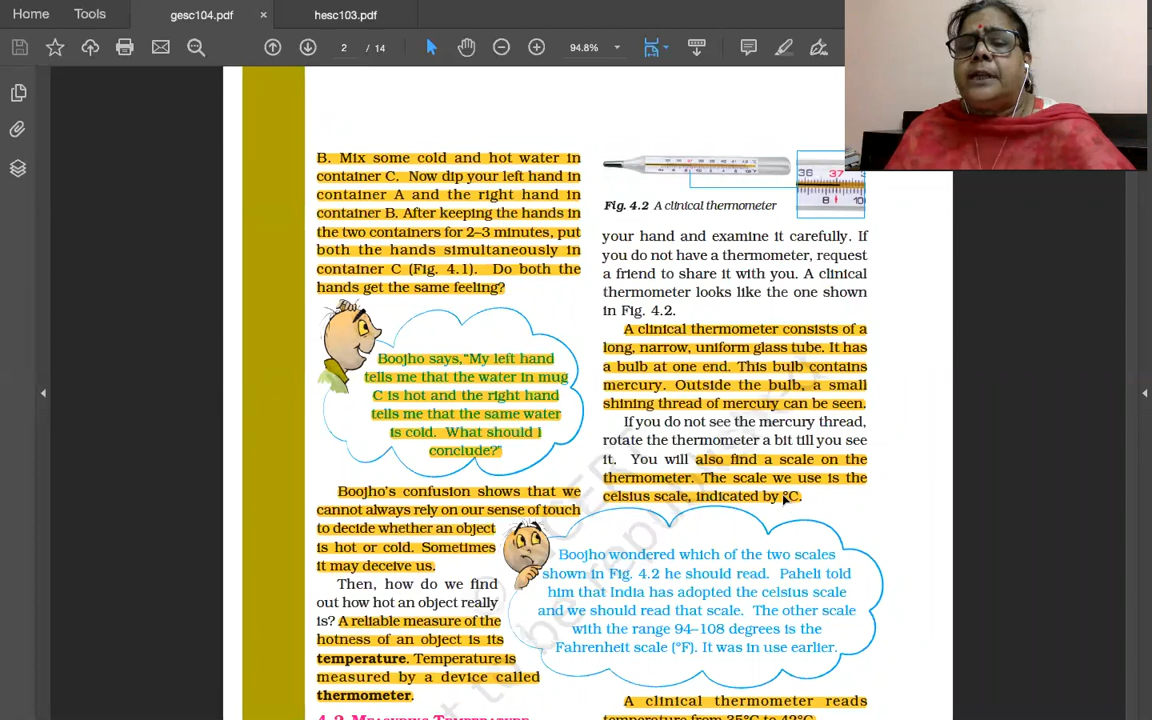 Home
Tools
gesc104.pdf
×
hesc103.pdf
2 / 14
94.8%
B. Mix some cold and hot water in
container C. Now dip your left hand in
container A and the right hand in
container B. After keeping the hands in
the two containers for 2–3 minutes, put
both the hands simultaneously in
container C (Fig. 4.1). Do both the
hands get the same feeling?
Boojho says,"My left hand
tells me that the water in mug
C is hot and the right hand
tells me that the same water
is cold. What should I
conclude?"
Boojho's confusion shows that we
cannot always rely on our sense of touch
to decide whether an object
is hot or cold. Sometimes
it may deceive us.
Then, how do we find
out how hot an object really
is? A reliable measure of the
hotness of an object is its
temperature. Temperature is
measured by a device called
thermometer.
4.2 MEASURING TEMPERATURE
36 37
8
Fig. 4.2 A clinical thermometer
your hand and examine it carefully. If
you do not have a thermometer, request
a friend to share it with you. A clinical
thermometer looks like the one shown
in Fig. 4.2.
A clinical thermometer consists of a
long, narrow, uniform glass tube. It has
a bulb at one end. This bulb contains
mercury. Outside the bulb, a small
shining thread of mercury can be seen.
If you do not see the mercury thread,
rotate the thermometer a bit till you see
it. You will also find a scale on the
thermometer. The scale we use is the
celsius scale, indicated by °C.
Boojho wondered which of the two scales
shown in Fig. 4.2 he should read. Paheli told
him that India has adopted the celsius scale
and we should read that scale. The other scale
with the range 94–108 degrees is the
Fahrenheit scale (°F). It was in use earlier.
A clinical thermometer reads
temperature from 35°C to 42°C.